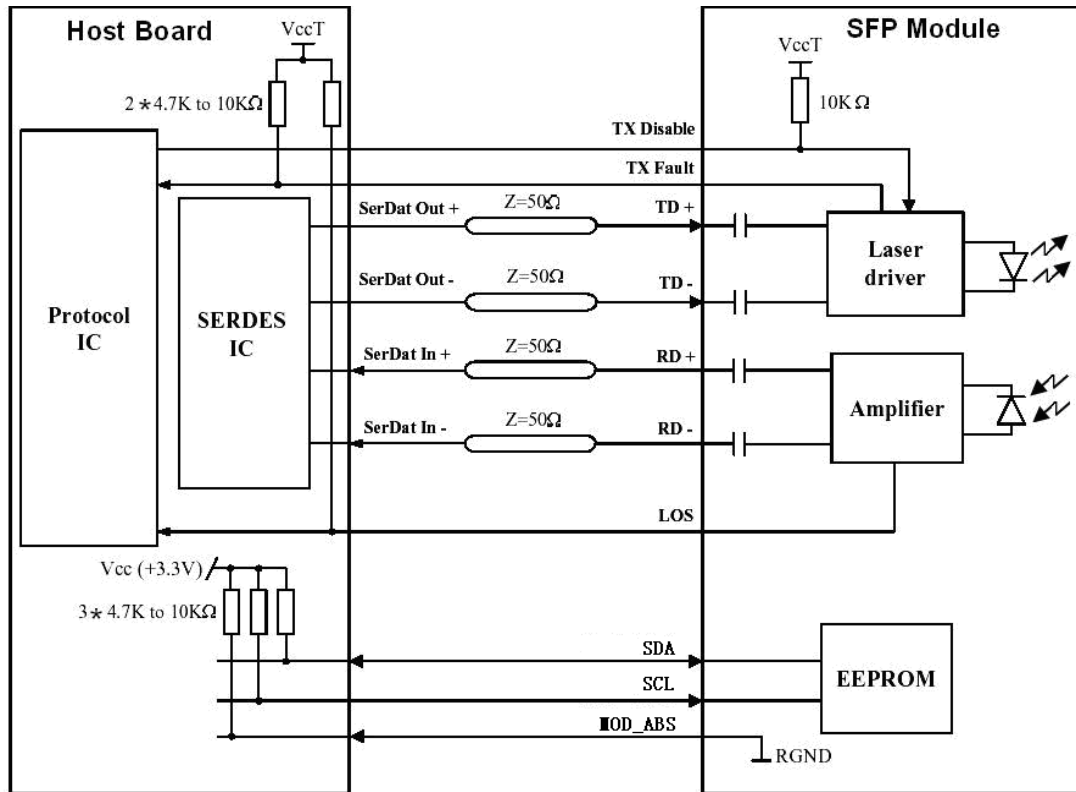 Host Board
SFP Module
VccT
VccT
2*4.7K to 10KΩ
10KΩ
TX Disable
TX Fault
SerDat Out +
Z=50Ω
TD +
Laser
driver
SerDat Out -
Z=50Ω
TD -
Protocol
IC
SERDES
IC
SerDat In +
Z=50Ω
RD +
Amplifier
SerDat In -
Z=50Ω
RD -
LOS
Vcc (+3.3V)
3*4.7K to 10KΩ
SDA
SCL
EEPROM
MOD_ABS
RGND